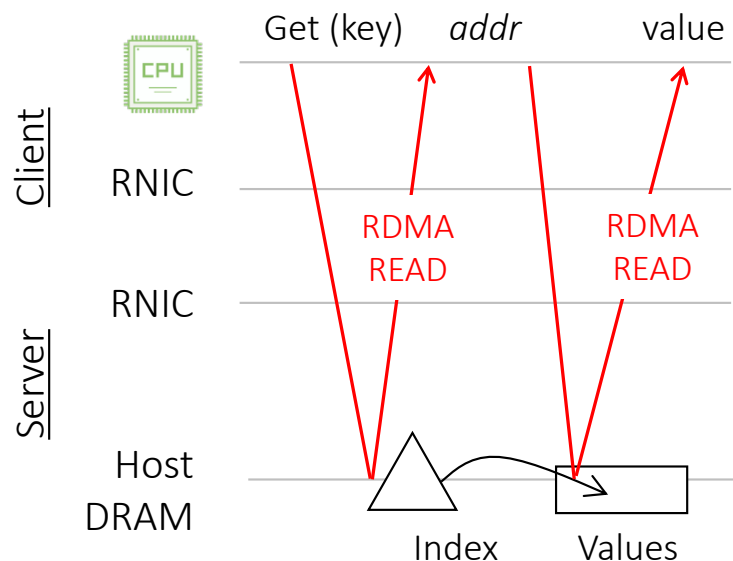 Get (key) addr value
CPU
Client
RNIC
RDMA
READ
RDMA
READ
RNIC
Server
Host
DRAM
Index Values